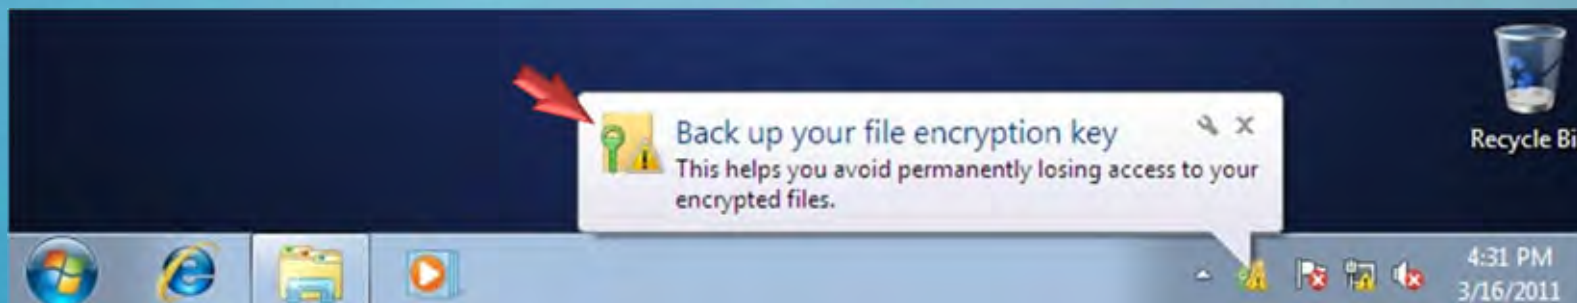 Back up your file encryption key
This helps you avoid permanently losing access to your
encrypted files.
Recycle Bi
4:31 PM
3/16/2011